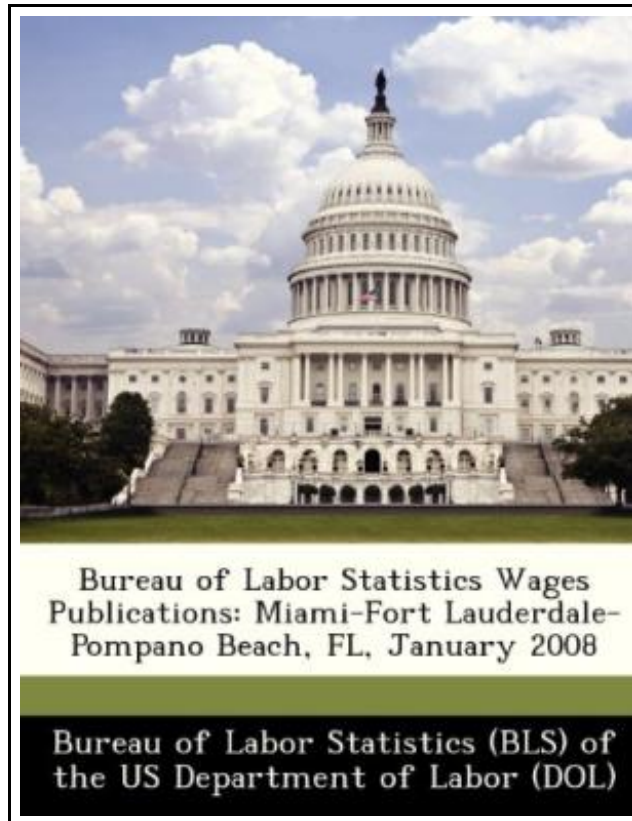 Bureau of Labor Statistics Wages
Publications: Miami-Fort Lauderdale-
Pompano Beach, FL, January 2008
Bureau of Labor Statistics (BLS) of
the US Department of Labor (DOL)